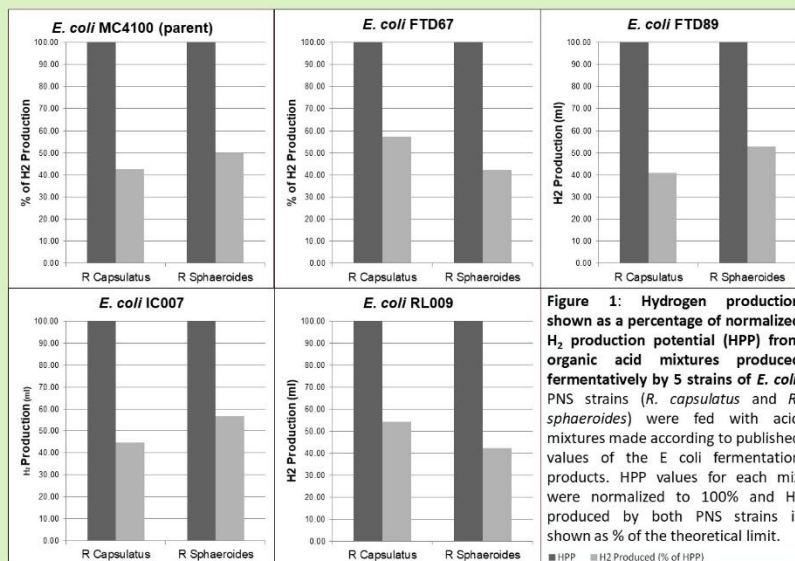 E. coli MC4100 (parent)
% of H2 Production
100.00
90.00
80.00
70.00
60.00
50.00
40.00
30.00
20.00
10.00
0.00
R Capsulatus R Sphaeroides
E. coli FTD67
% of H2 Production
100.00
90.00
80.00
70.00
60.00
50.00
40.00
30.00
20.00
10.00
0.00
R Capsulatus R Sphaeroides
E. coli FTD89
H2 Production (ml)
100.00
90.00
80.00
70.00
60.00
50.00
40.00
30.00
20.00
10.00
0.00
R Capsulatus R Sphaeroides
E. coli IC007
H₂ Production (ml)
100.00
90.00
80.00
70.00
60.00
50.00
40.00
30.00
20.00
10.00
0.00
R Capsulatus R Sphaeroides
E. coli RL009
H2 Production (ml)
100.00
90.00
80.00
70.00
60.00
50.00
40.00
30.00
20.00
10.00
0.00
R Capsulatus R Sphaeroides
Figure 1: Hydrogen production
shown as a percentage of normalized
H₂ production potential (HPP) from
organic acid mixtures produced
fermentatively by 5 strains of E. coli
PNS strains (R. capsulatus and R
sphaeroides) were fed with acid
mixtures made according to published
values of the E coli fermentation
products. HPP values for each mix
were normalized to 100% and H
produced by both PNS strains is
shown as % of the theoretical limit.
HPP H2 Produced (% of HPP)